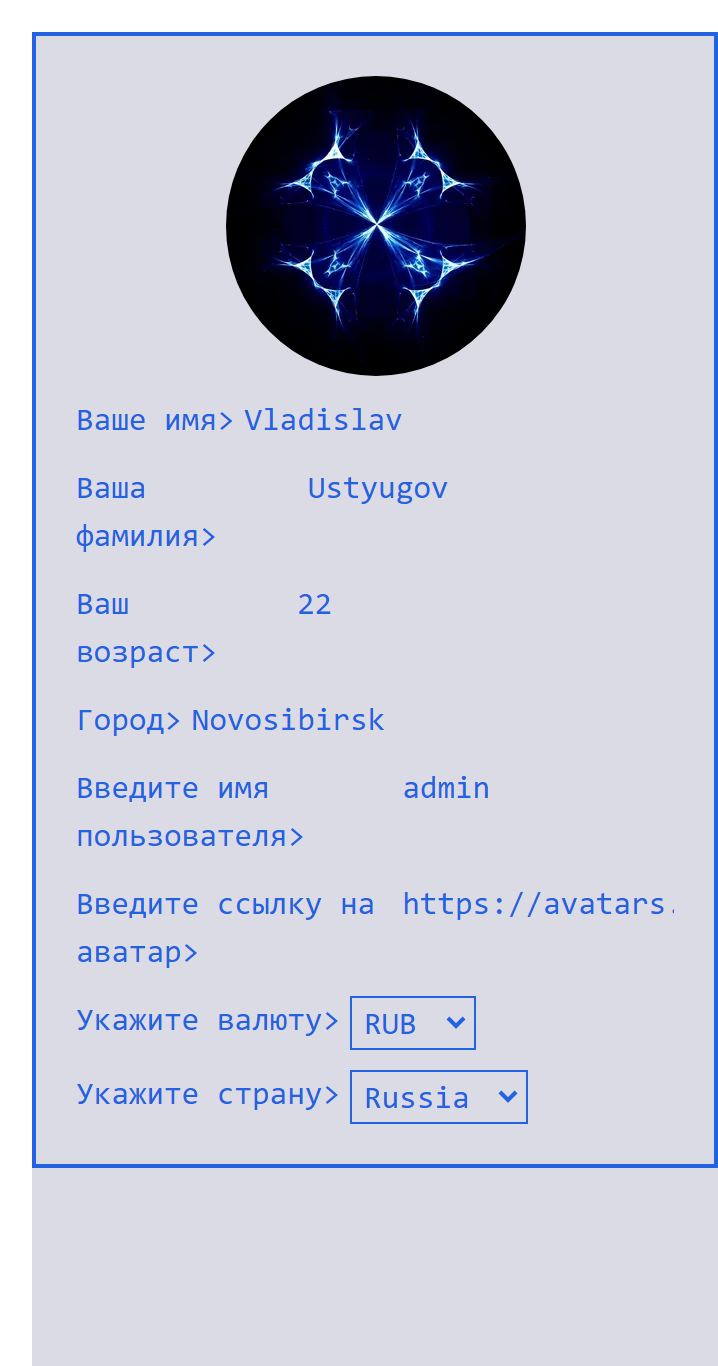 Ваше имя> Vladislav
Ваша Ustyugov
фамилия>
Ваш 22
возраст>
Город> Novosibirsk
Введите имя admin
пользователя>
Введите ссылку на https://avatars.
аватар>
Укажите валюту> RUB
Укажите страну> Russia